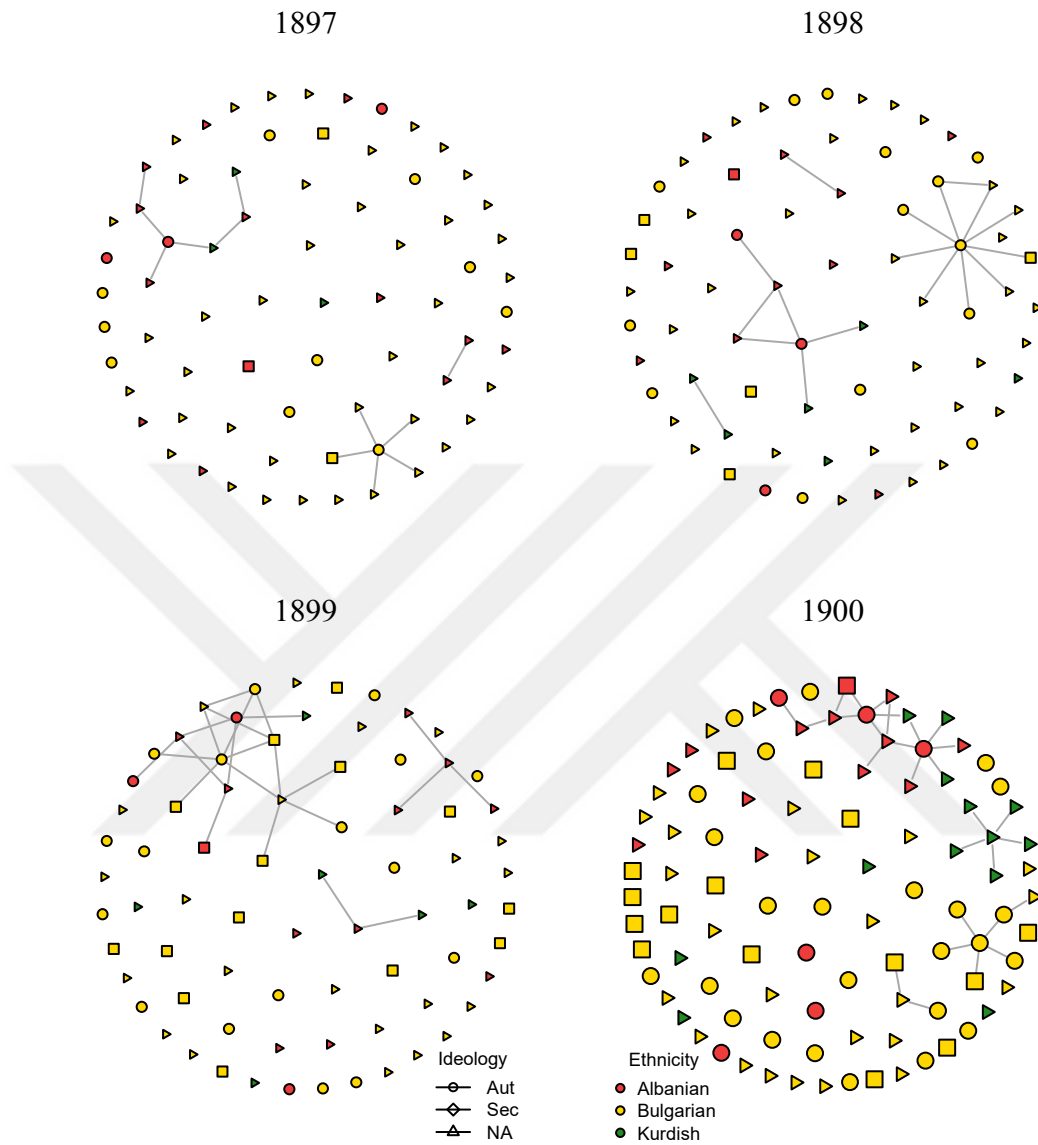 1897
1898
1899
1900
Ideology
Aut
Sec
NA
Ethnicity
Albanian
Bulgarian
Kurdish